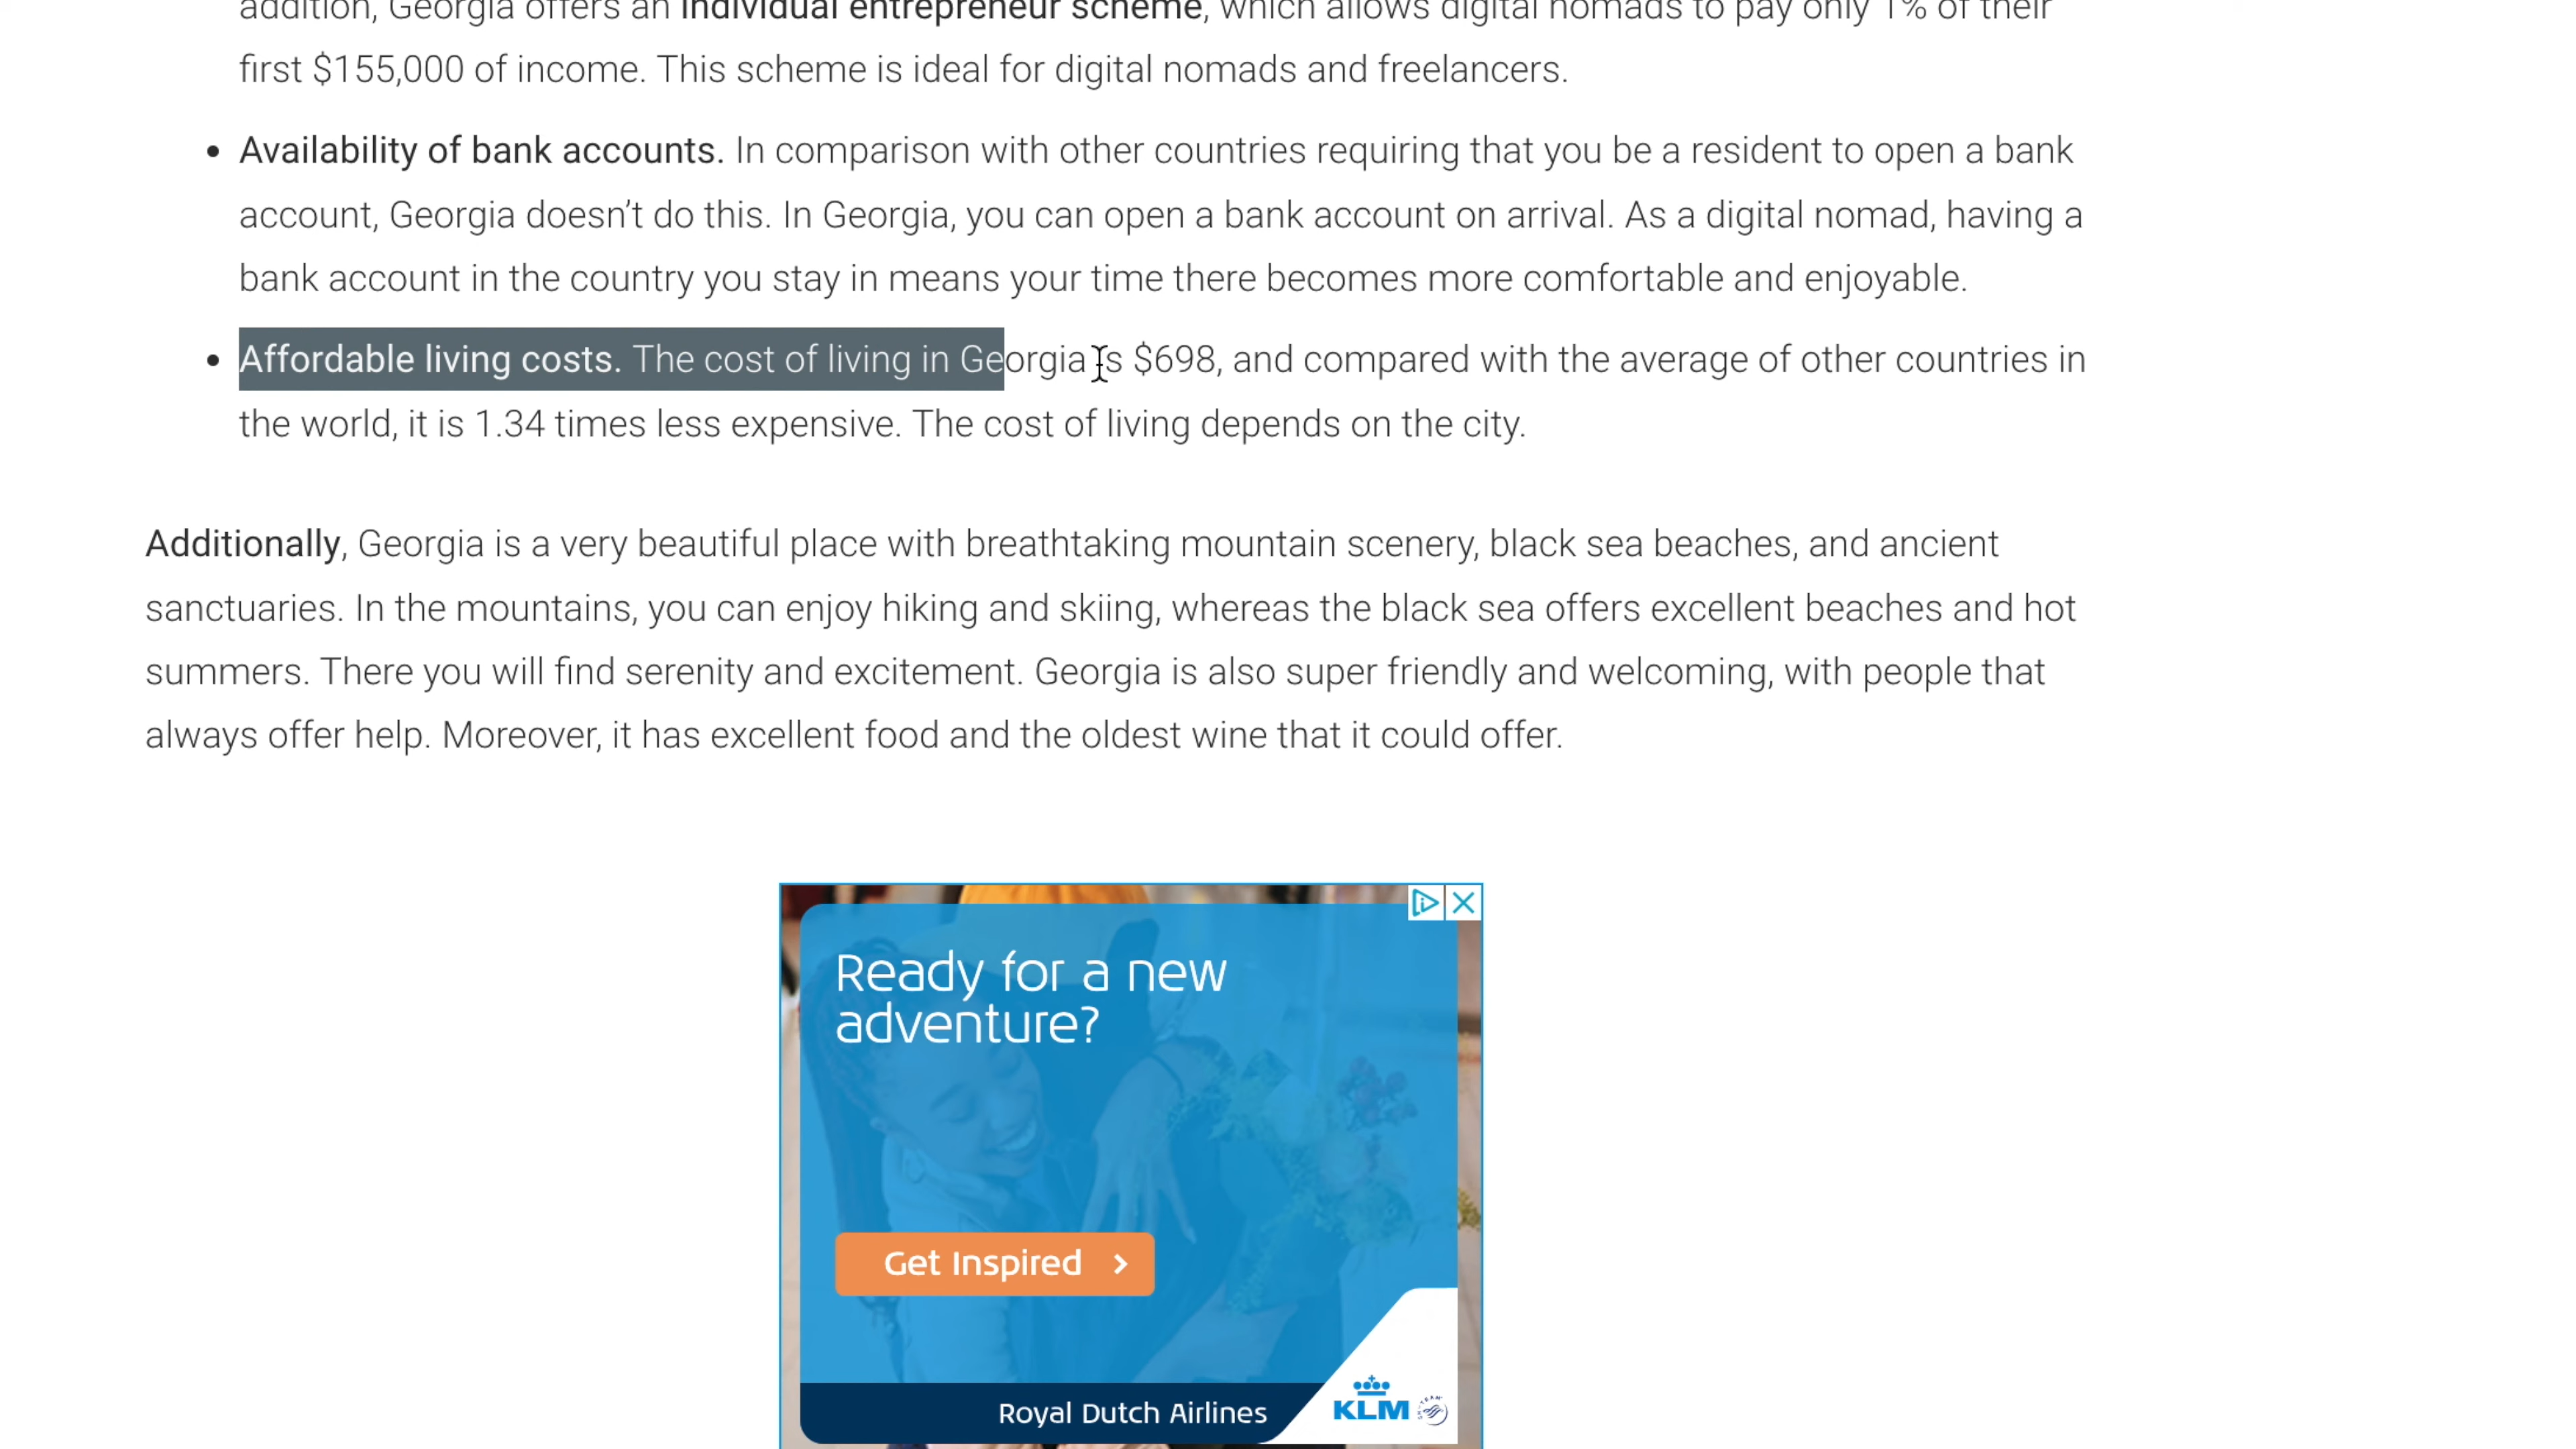 addition, Georgia offers an individual entrepreneur scheme, which allows digital nomads to pay only 1% of their
first $155,000 of income. This scheme is ideal for digital nomads and freelancers.
• Availability of bank accounts. In comparison with other countries requiring that you be a resident to open a bank
account, Georgia doesn’t do this. In Georgia, you can open a bank account on arrival. As a digital nomad, having a
bank account in the country you stay in means your time there becomes more comfortable and enjoyable.
• Affordable living costs. The cost of living in Georgia is $698, and compared with the average of other countries in
the world, it is 1.34 times less expensive. The cost of living depends on the city.
Additionally, Georgia is a very beautiful place with breathtaking mountain scenery, black sea beaches, and ancient
sanctuaries. In the mountains, you can enjoy hiking and skiing, whereas the black sea offers excellent beaches and hot
summers. There you will find serenity and excitement. Georgia is also super friendly and welcoming, with people that
always offer help. Moreover, it has excellent food and the oldest wine that it could offer.
Ready for a new
adventure?
Get Inspired >
Royal Dutch Airlines
KLM